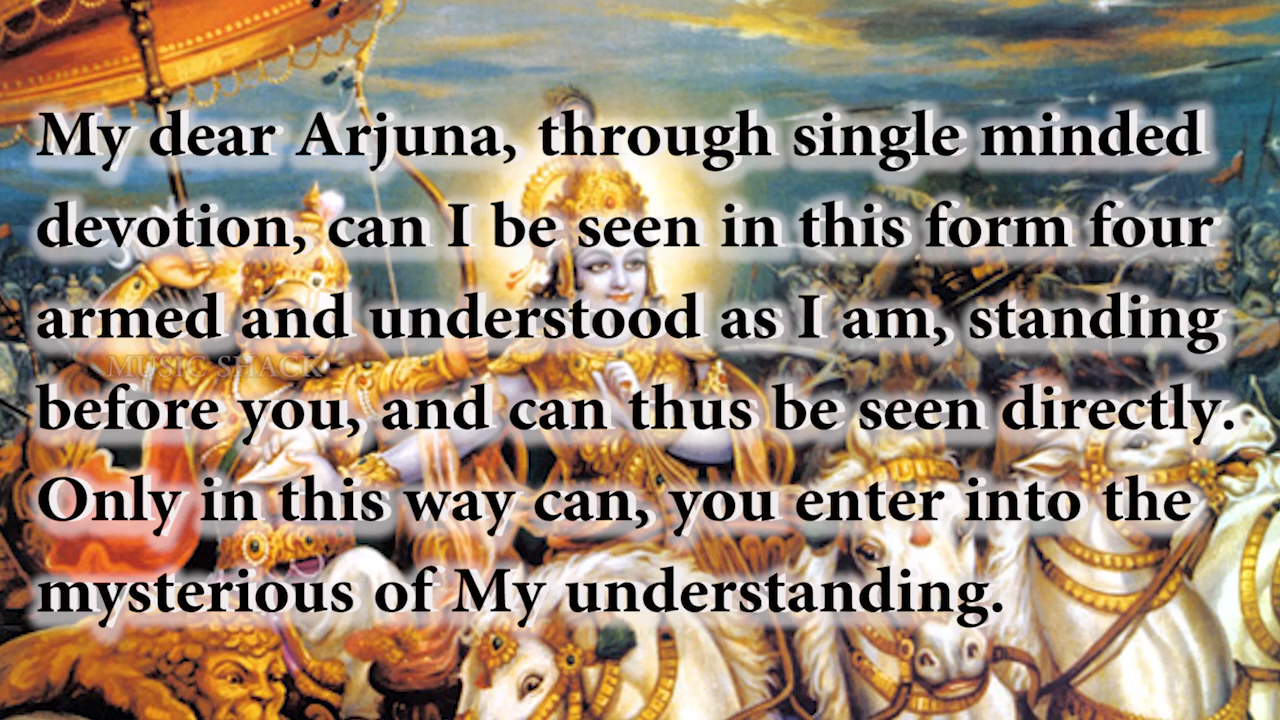 My dear Arjuna, through single minded
devotion, can I be seen in this form four
armed and understood as I am, standing
MUSIC SHACK
before you, and can thus be seen directly.
Only in this way can, you enter into the
mysterious of My understanding.